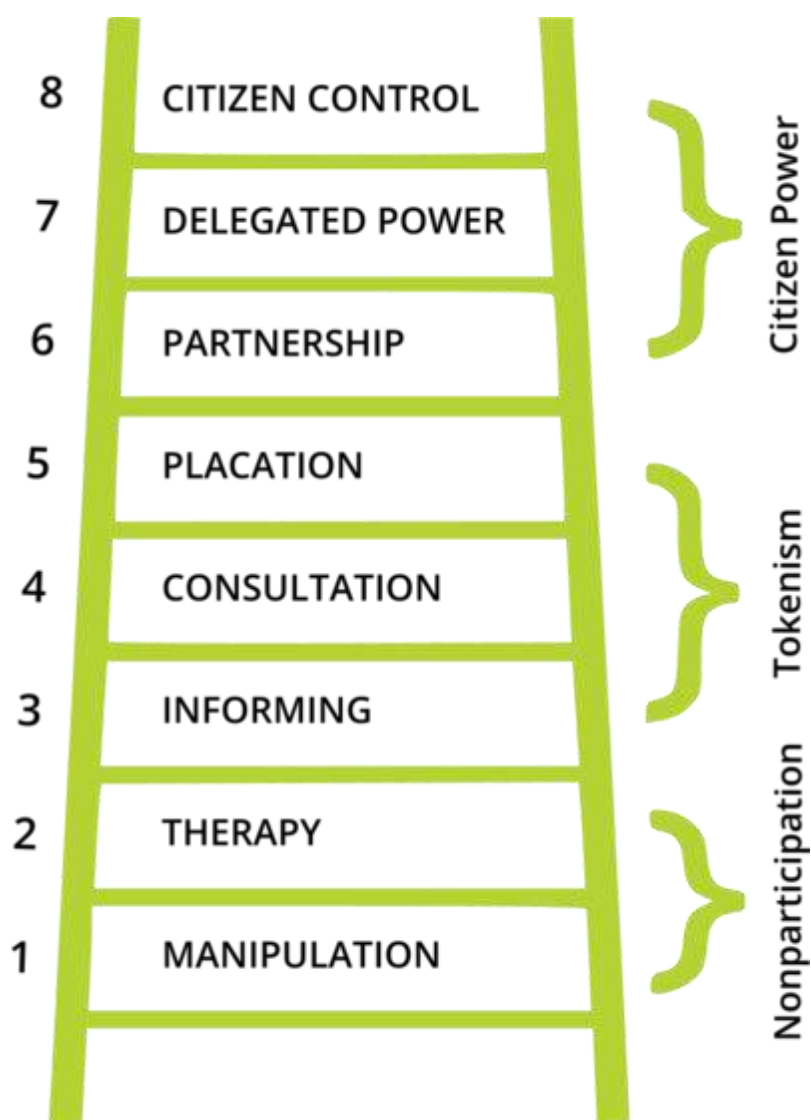 8 CITIZEN CONTROL
7 DELEGATED POWER
6 PARTNERSHIP
Citizen Power
5 PLACATION
4 CONSULTATION
3 INFORMING
Tokenism
2 THERAPY
1 MANIPULATION
Nonparticipation